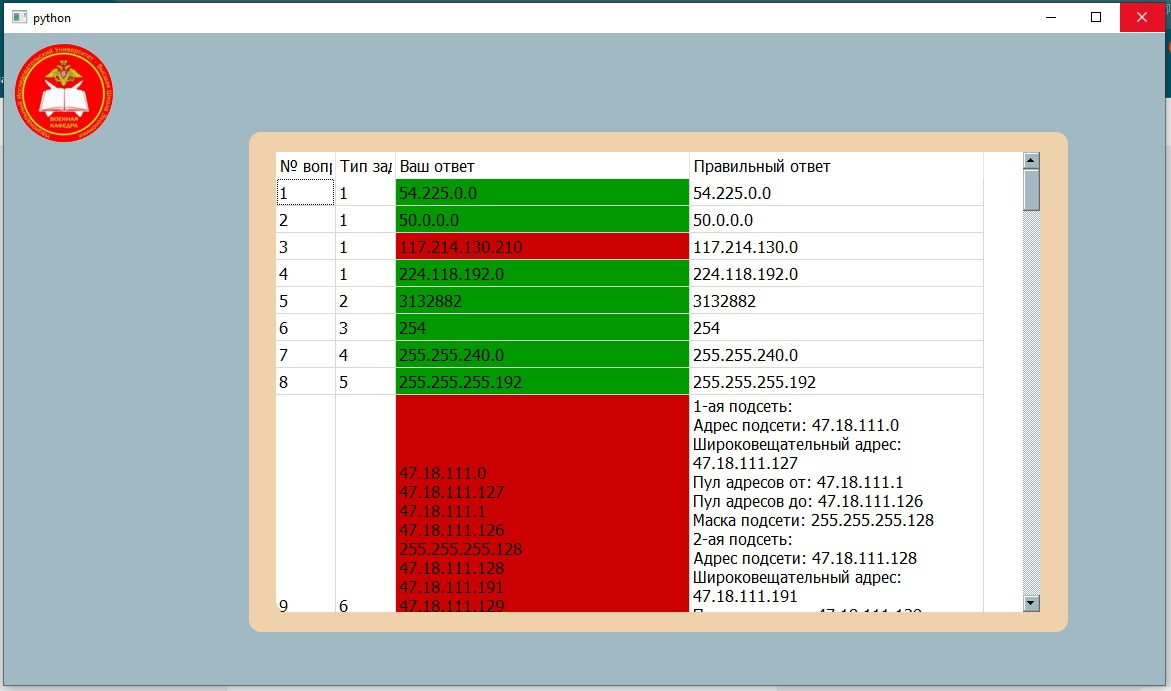 python
Национальный Исследовательский Университет - Высшая Школа Экономики
ВОЕННАЯ
КАФЕДРА
№ вопр Тип зад Ваш ответ Правильный ответ
1 1 54.225.0.0 54.225.0.0
2 1 50.0.0.0 50.0.0.0
3 1 117.214.130.210 117.214.130.0
4 1 224.118.192.0 224.118.192.0
5 2 3132882 3132882
6 3 254 254
7 4 255.255.240.0 255.255.240.0
8 5 255.255.255.192 255.255.255.192
9 6
47.18.111.0
47.18.111.127
47.18.111.1
47.18.111.126
255.255.255.128
47.18.111.128
47.18.111.191
47.18.111.129
1-ая подсеть:
Адрес подсети: 47.18.111.0
Широковещательный адрес:
47.18.111.127
Пул адресов от: 47.18.111.1
Пул адресов до: 47.18.111.126
Маска подсети: 255.255.255.128
2-ая подсеть:
Адрес подсети: 47.18.111.128
Широковещательный адрес:
47.18.111.191